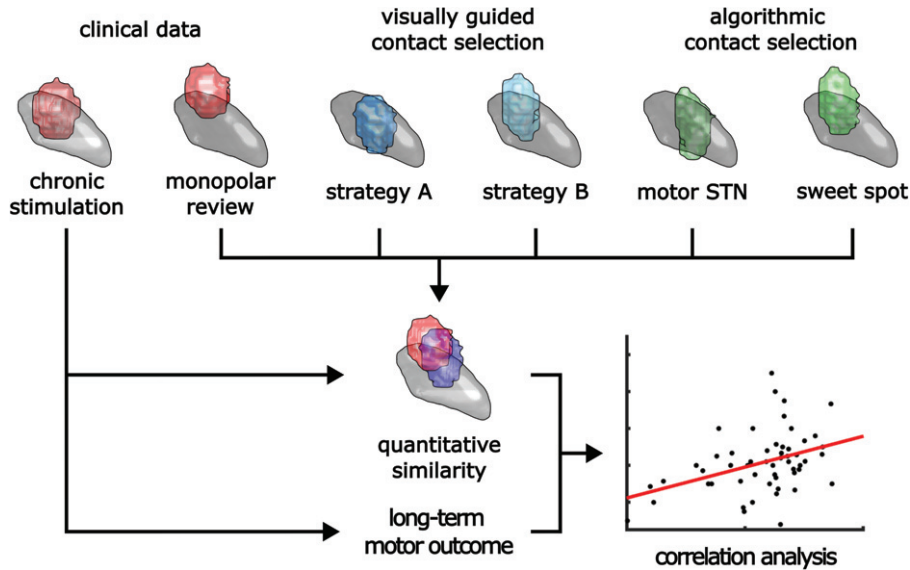 clinical data
visually guided
contact selection
algorithmic
contact selection
chronic
stimulation
monopolar
review
strategy A
strategy B
motor STN
sweet spot
quantitative
similarity
long-term
motor outcome
correlation analysis